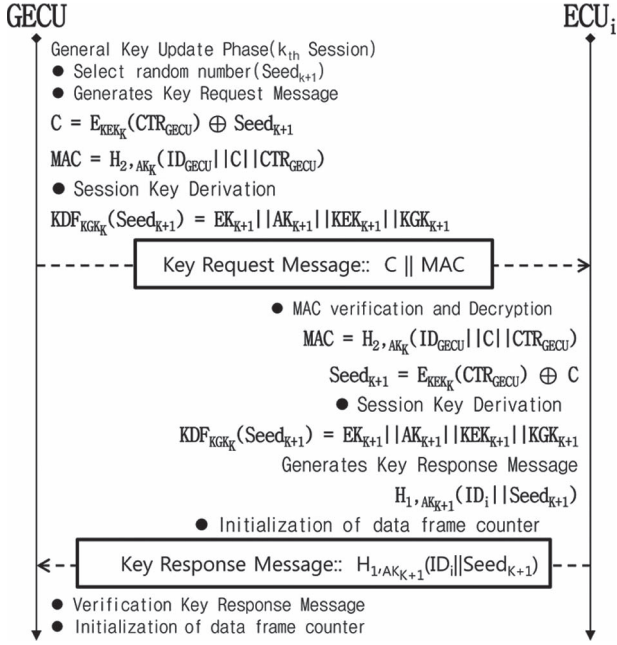 GECU ECUi
General Key Update Phase(kth Session)
● Select random number(Seedk+1)
● Generates Key Request Message
C = EKEKK(CTRGECU) ⊕ SeedK+1
MAC = H2,AKK(IDGECU||C||CTRGECU)
● Session Key Derivation
KDFKGKK(SeedK+1) = EKK+1||AKK+1||KEKK+1||KGKK+1
Key Request Message:: C || MAC
● MAC verification and Decryption
MAC = H2,AKK(IDGECU||C||CTRGECU)
SeedK+1 = EKEKK(CTRGECU) ⊕ C
● Session Key Derivation
KDFKGKK(SeedK+1) = EKK+1||AKK+1||KEKK+1||KGKK+1
Generates Key Response Message
H1,AKK+1(IDi||SeedK+1)
● Initialization of data frame counter
Key Response Message:: H1,AKK+1(IDi||SeedK+1)
● Verification Key Response Message
● Initialization of data frame counter